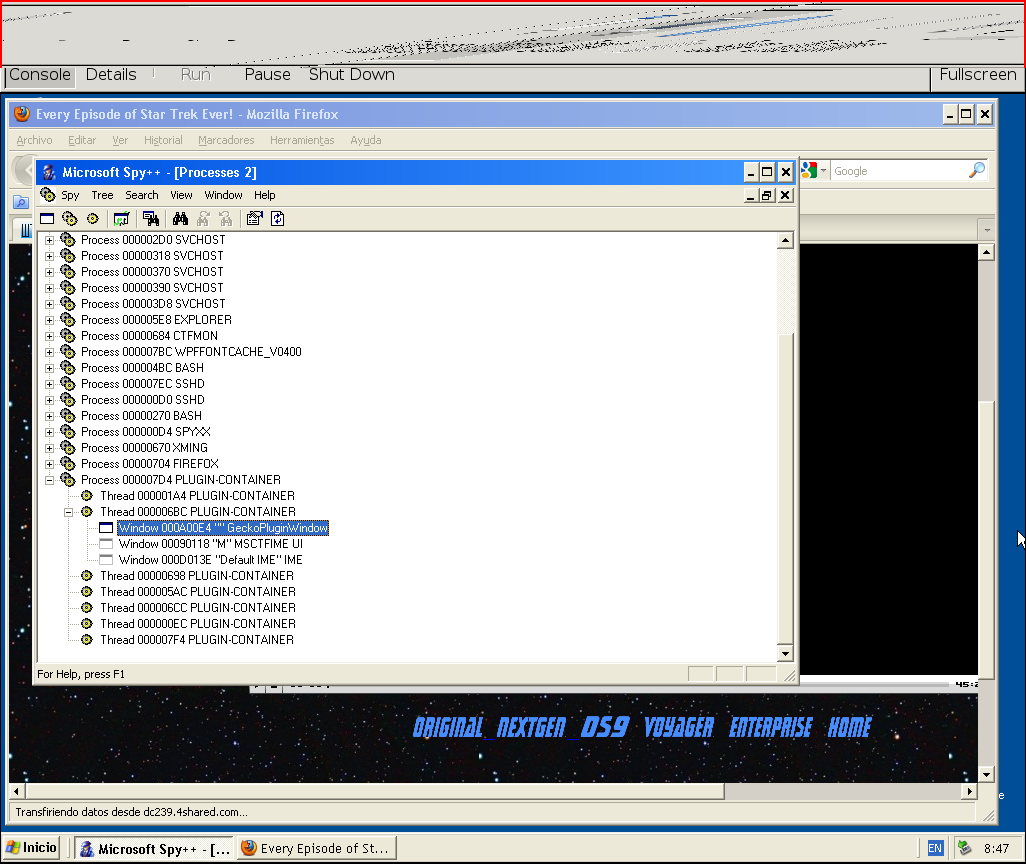 Console Details Run Pause Shut Down Fullscreen
Every Episode of Star Trek Ever! - Mozilla Firefox
Archivo Editar Ver Historial Marcadores Herramientas Ayuda
Microsoft Spy++ - [Processes 2]
Google
Spy Tree Search View Window Help
Process 000002D0 SVCHOST
Process 00000318 SVCHOST
Process 00000370 SVCHOST
Process 00000390 SVCHOST
Process 000003D8 SVCHOST
Process 000005E8 EXPLORER
Process 00000684 CTFMON
Process 000007BC WPFFONTCACHE_V0400
Process 000004BC BASH
Process 000007EC SSHD
Process 000000D0 SSHD
Process 00000270 BASH
Process 000000D4 SPYXX
Process 00000670 XMING
Process 00000704 FIREFOX
Process 000007D4 PLUGIN-CONTAINER
Thread 000001A4 PLUGIN-CONTAINER
Thread 000006BC PLUGIN-CONTAINER
Window 000A00E4 "" GeckoPluginWindow
Window 00090118 "M" MSCTFIME UI
Window 000D013E "Default IME" IME
Thread 00000698 PLUGIN-CONTAINER
Thread 000005AC PLUGIN-CONTAINER
Thread 000006CC PLUGIN-CONTAINER
Thread 000000EC PLUGIN-CONTAINER
Thread 000007F4 PLUGIN-CONTAINER
For Help, press F1
ORIGINAL NEXTGEN DS9 VOYAGER ENTERPRISE HOME
Transfiriendo datos desde dc239.4shared.com...
Inicio Microsoft Spy++ - [... Every Episode of St... EN 8:47